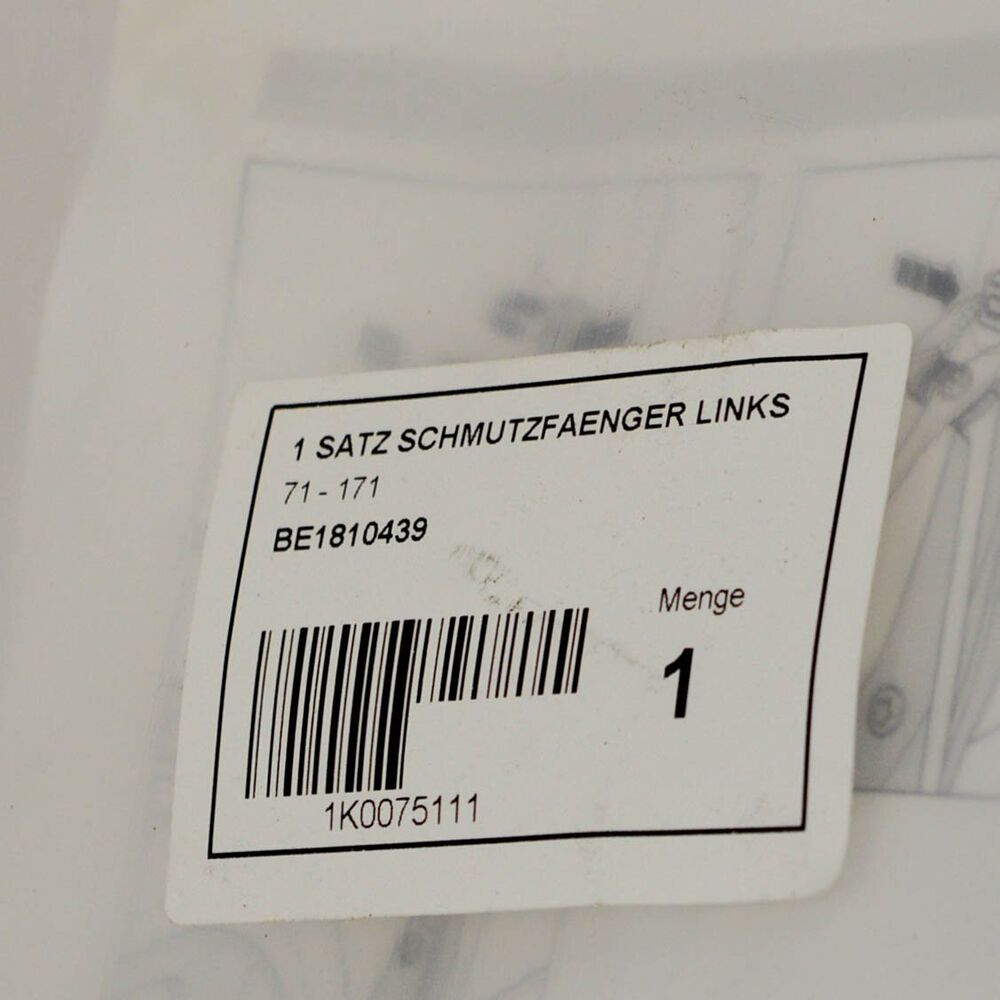 1 SATZ SCHMUTZFAENGER LINKS
71 - 171
BE1810439
Menge
1
1K0075111